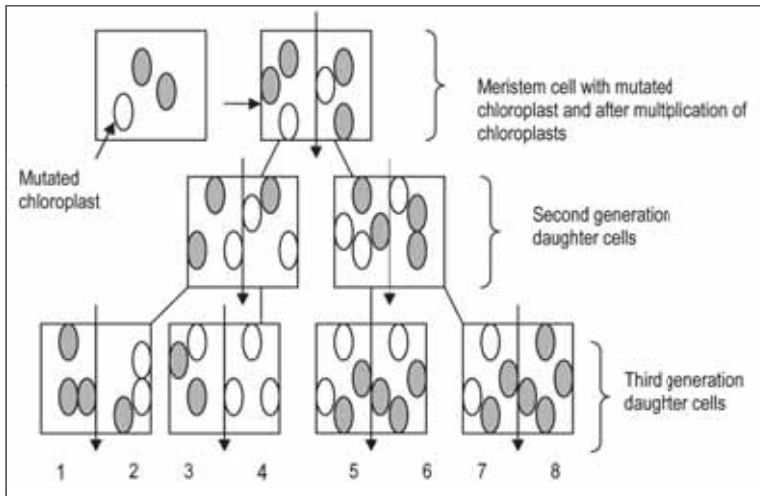 Meristem cell with mutated
chloroplast and after multplication of
chloroplasts
Mutated
chloroplast
Second generation
daughter cells
Third generation
daughter cells
1 2 3 4 5 6 7 8